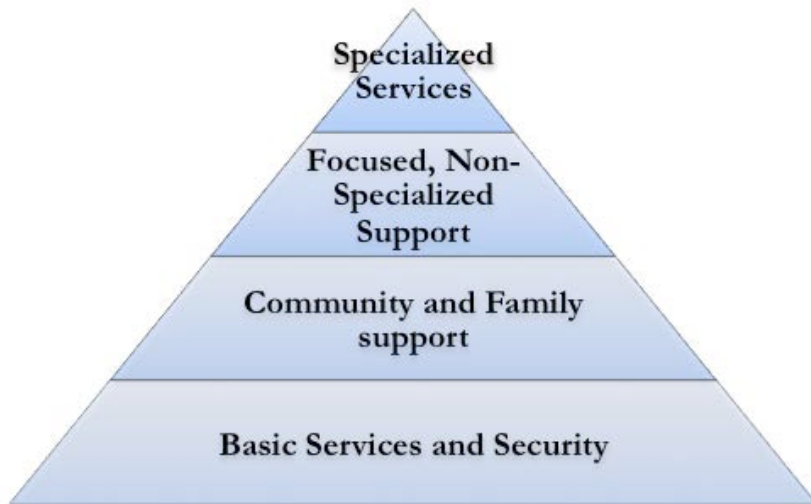 Specialized
Services
Focused, Non-
Specialized
Support
Community and Family
support
Basic Services and Security